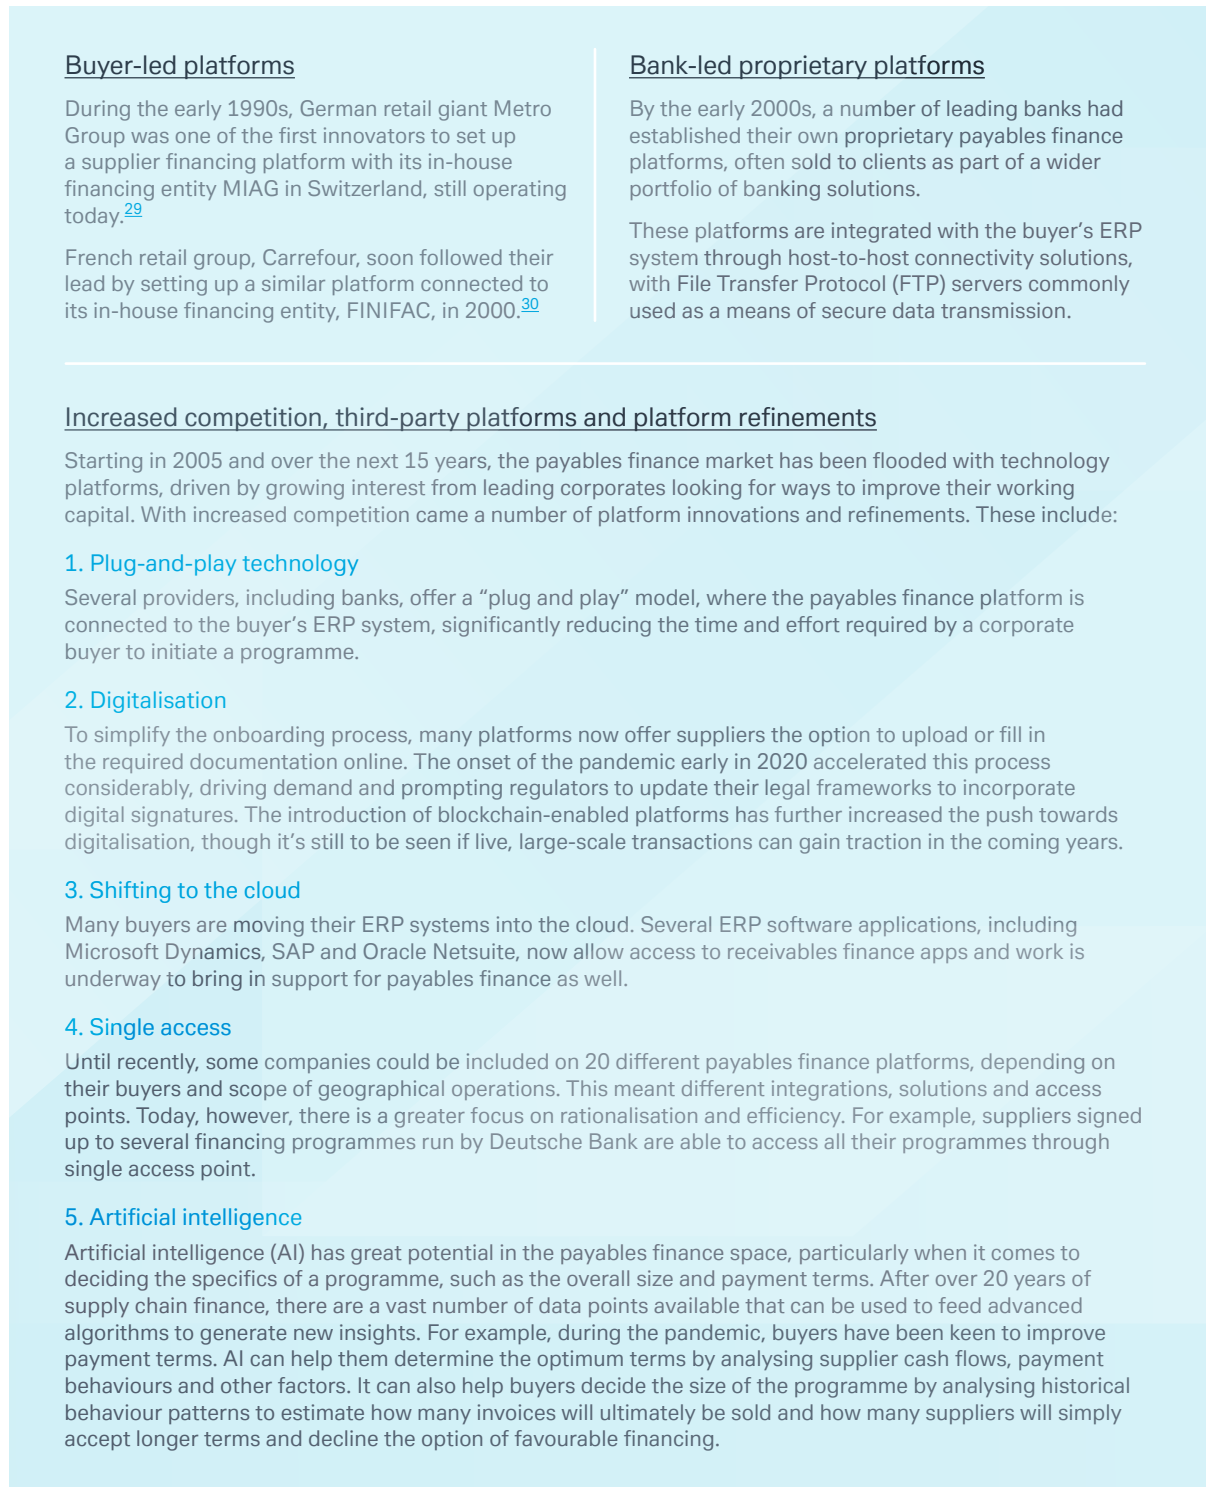 Buyer-led platforms
During the early 1990s, German retail giant Metro
Group was one of the first innovators to set up
a supplier financing platform with its in-house
financing entity MIAG in Switzerland, still operating
today.29
French retail group, Carrefour, soon followed their
lead by setting up a similar platform connected to
its in-house financing entity, FINIFAC, in 2000.30
Bank-led proprietary platforms
By the early 2000s, a number of leading banks had
established their own proprietary payables finance
platforms, often sold to clients as part of a wider
portfolio of banking solutions.
These platforms are integrated with the buyer's ERP
system through host-to-host connectivity solutions,
with File Transfer Protocol (FTP) servers commonly
used as a means of secure data transmission.
Increased competition, third-party platforms and platform refinements
Starting in 2005 and over the next 15 years, the payables finance market has been flooded with technology
platforms, driven by growing interest from leading corporates looking for ways to improve their working
capital. With increased competition came a number of platform innovations and refinements. These include:
1. Plug-and-play technology
Several providers, including banks, offer a “plug and play” model, where the payables finance platform is
connected to the buyer's ERP system, significantly reducing the time and effort required by a corporate
buyer to initiate a programme.
2. Digitalisation
To simplify the onboarding process, many platforms now offer suppliers the option to upload or fill in
the required documentation online. The onset of the pandemic early in 2020 accelerated this process
considerably, driving demand and prompting regulators to update their legal frameworks to incorporate
digital signatures. The introduction of blockchain-enabled platforms has further increased the push towards
digitalisation, though it's still to be seen if live, large-scale transactions can gain traction in the coming years.
3. Shifting to the cloud
Many buyers are moving their ERP systems into the cloud. Several ERP software applications, including
Microsoft Dynamics, SAP and Oracle Netsuite, now allow access to receivables finance apps and work is
underway to bring in support for payables finance as well.
4. Single access
Until recently, some companies could be included on 20 different payables finance platforms, depending on
their buyers and scope of geographical operations. This meant different integrations, solutions and access
points. Today, however, there is a greater focus on rationalisation and efficiency. For example, suppliers signed
up to several financing programmes run by Deutsche Bank are able to access all their programmes through
single access point.
5. Artificial intelligence
Artificial intelligence (AI) has great potential in the payables finance space, particularly when it comes to
deciding the specifics of a programme, such as the overall size and payment terms. After over 20 years of
supply chain finance, there are a vast number of data points available that can be used to feed advanced
algorithms to generate new insights. For example, during the pandemic, buyers have been keen to improve
payment terms. AI can help them determine the optimum terms by analysing supplier cash flows, payment
behaviours and other factors. It can also help buyers decide the size of the programme by analysing historical
behaviour patterns to estimate how many invoices will ultimately be sold and how many suppliers will simply
accept longer terms and decline the option of favourable financing.